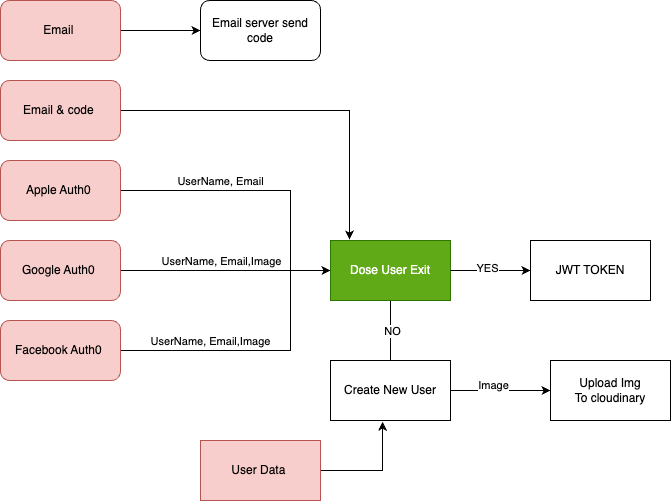 Email
Email server send
code
Email & code
Apple Auth0
UserName, Email
Google Auth0
UserName, Email,Image
Dose User Exit
YES
JWT TOKEN
Facebook Auth0
UserName, Email,Image
NO
Create New User
Image
Upload Img
To cloudinary
User Data